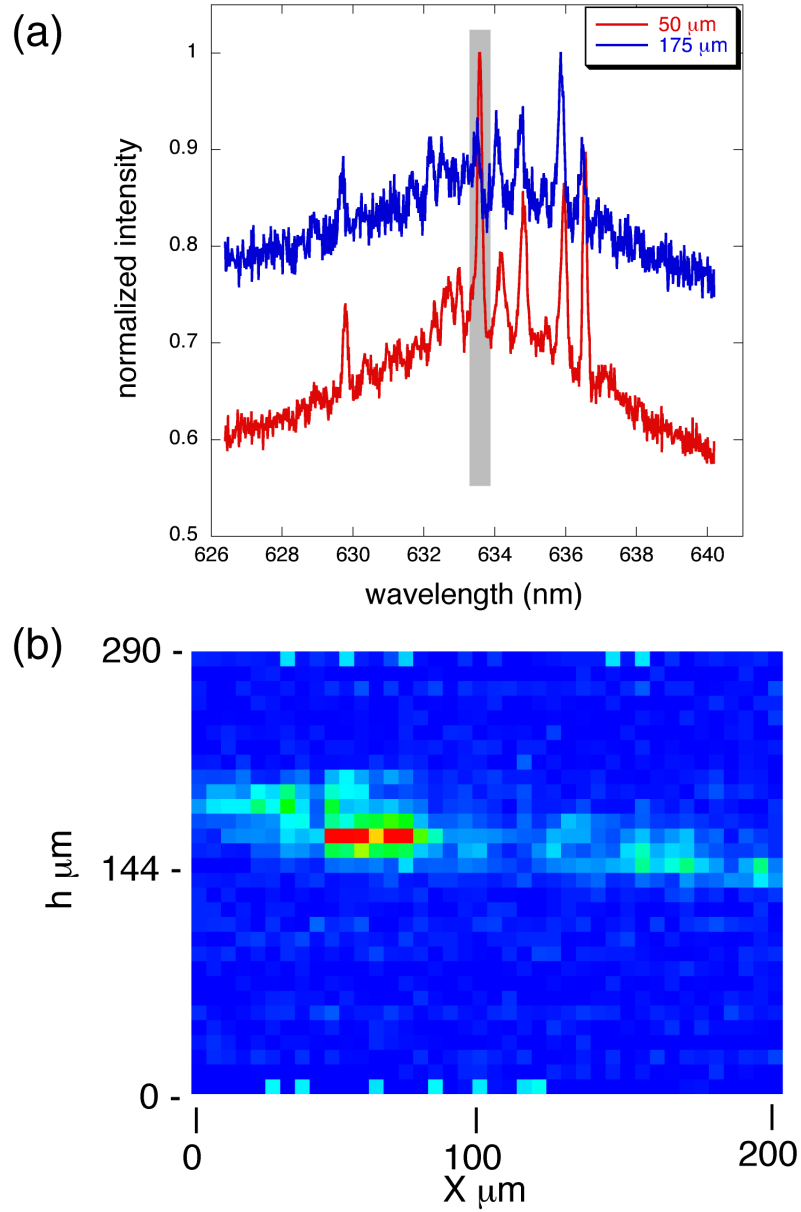 (a)
50 μm
175 μm
1
0.9
0.8
0.7
0.6
0.5
normalized intensity
626 628 630 632 634 636 638 640
wavelength (nm)
(b)
290 -
144 -
0 -
h μm
0 100 200
X μm